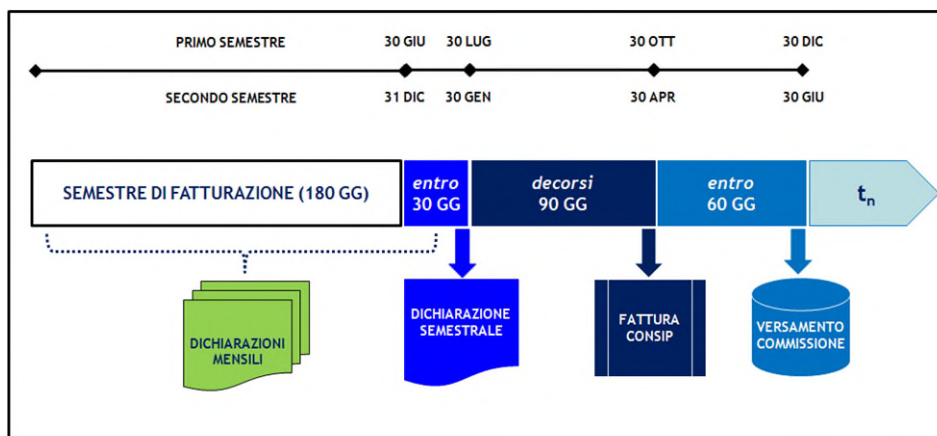 PRIMO SEMESTRE 30 GIU 30 LUG 30 OTT 30 DIC
SECONDO SEMESTRE 31 DIC 30 GEN 30 APR 30 GIU
SEMESTRE DI FATTURAZIONE (180 GG)
entro
30 GG
decorsi
90 GG
entro
60 GG
tn
DICHIARAZIONI
MENSILI
DICHIARAZIONE
SEMESTRALE
FATTURA
CONSIP
VERSAMENTO
COMMISSIONE